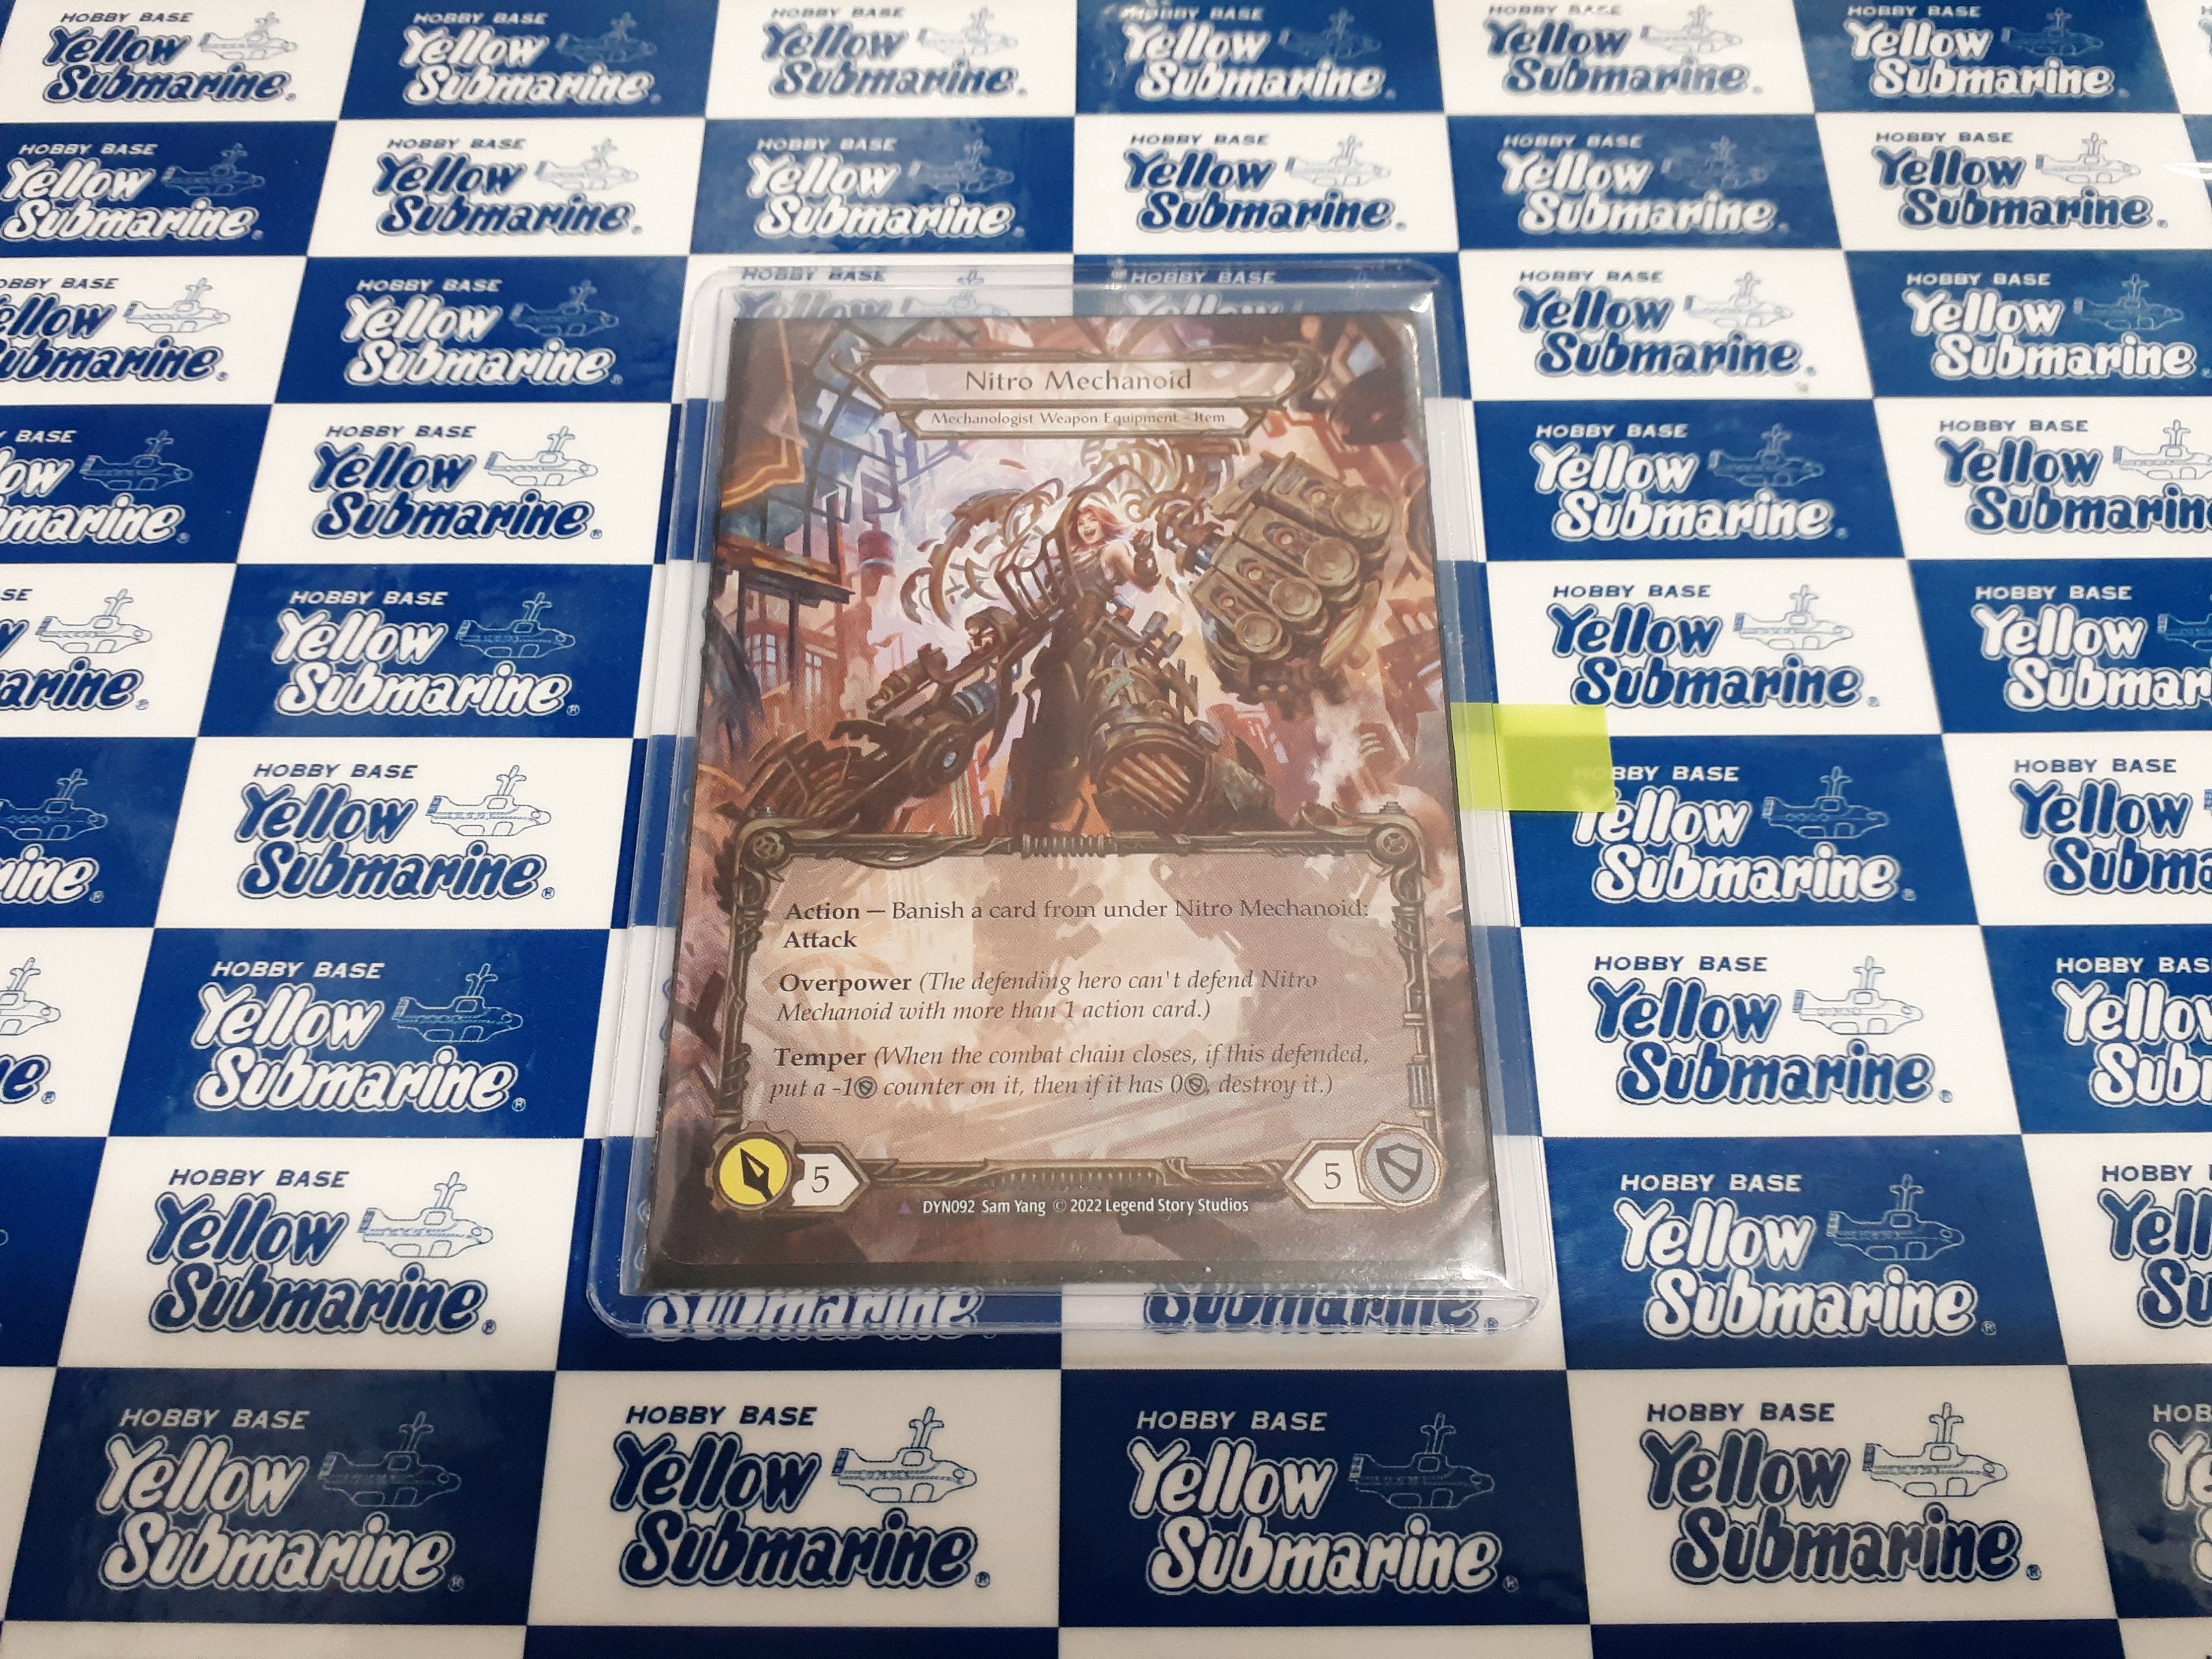 HOBBY BASE
Yellow
Submarine®
Nitro Mechanoid
Mechanologist Weapon Equipment – Item
Action — Banish a card from under Nitro Mechanoid:
Attack
Overpower (The defending hero can't defend Nitro
Mechanoid with more than 1 action card.)
Temper (When the combat chain closes, if this defended,
put a -1 counter on it, then if it has 0, destroy it.)
5
5
DYN092 Sam Yang © 2022 Legend Story Studios